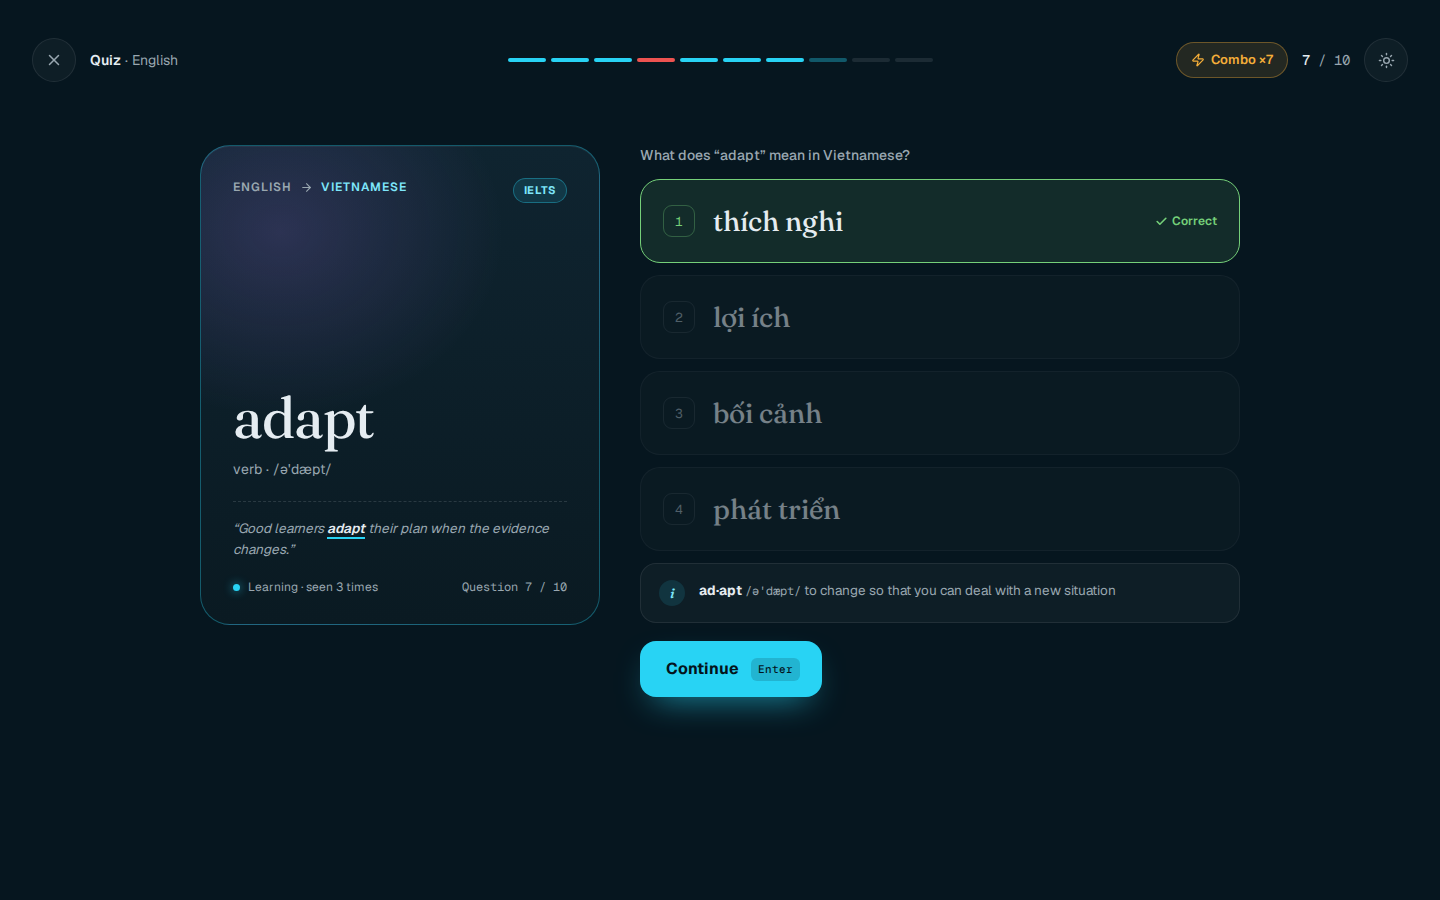 Quiz · English
Combo ×7
7 / 10
ENGLISH → VIETNAMESE
IELTS
adapt
verb · /ə'dæpt/
“Good learners adapt their plan when the evidence
changes.”
Learning · seen 3 times
Question 7 / 10
What does “adapt” mean in Vietnamese?
1 thích nghi
✓ Correct
2 lợi ích
3 bối cảnh
4 phát triển
i ad·apt /ə'dæpt/ to change so that you can deal with a new situation
Continue Enter